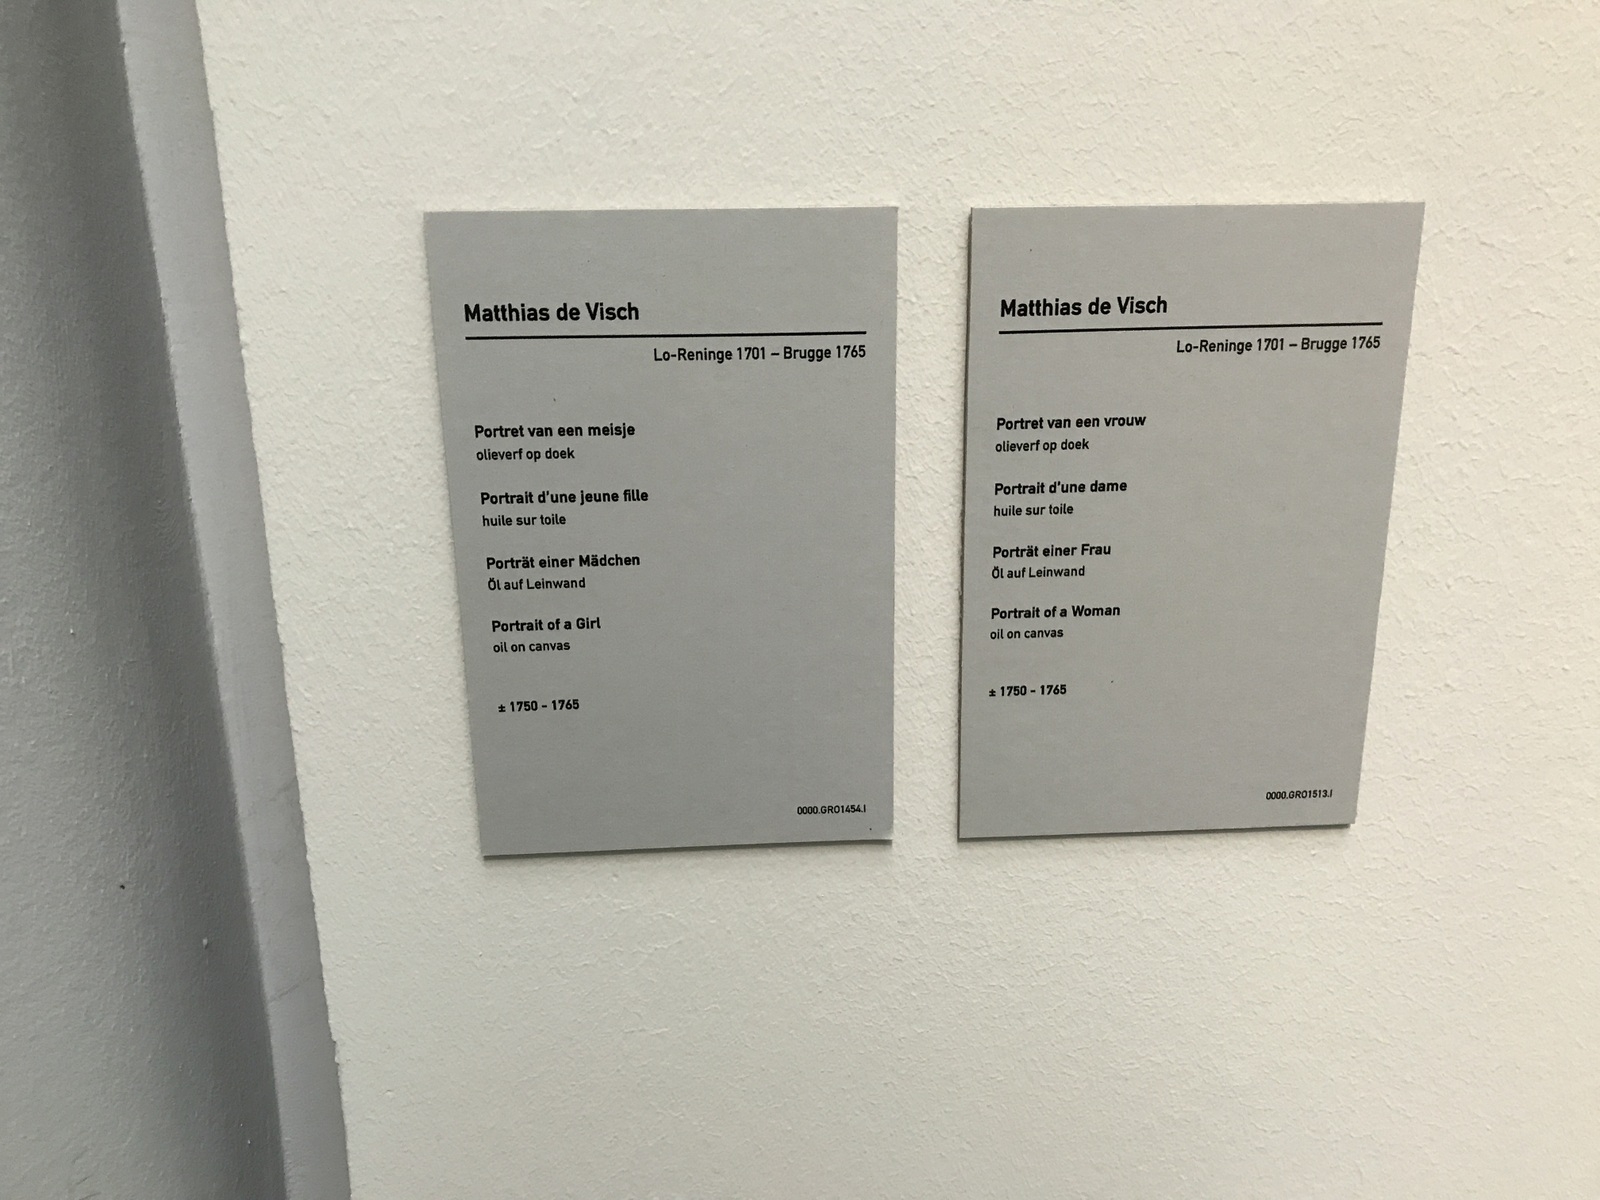 Matthias de Visch
Lo-Reninge 1701 – Brugge 1765
Portret van een meisje
olieverf op doek
Portrait d'une jeune fille
huile sur toile
Porträt einer Mädchen
Öl auf Leinwand
Portrait of a Girl
oil on canvas
± 1750 - 1765
0000.GRO1454.I
Matthias de Visch
Lo-Reninge 1701 – Brugge 1765
Portret van een vrouw
olieverf op doek
Portrait d'une dame
huile sur toile
Porträt einer Frau
Öl auf Leinwand
Portrait of a Woman
oil on canvas
± 1750 - 1765
0000.GRO1513.I